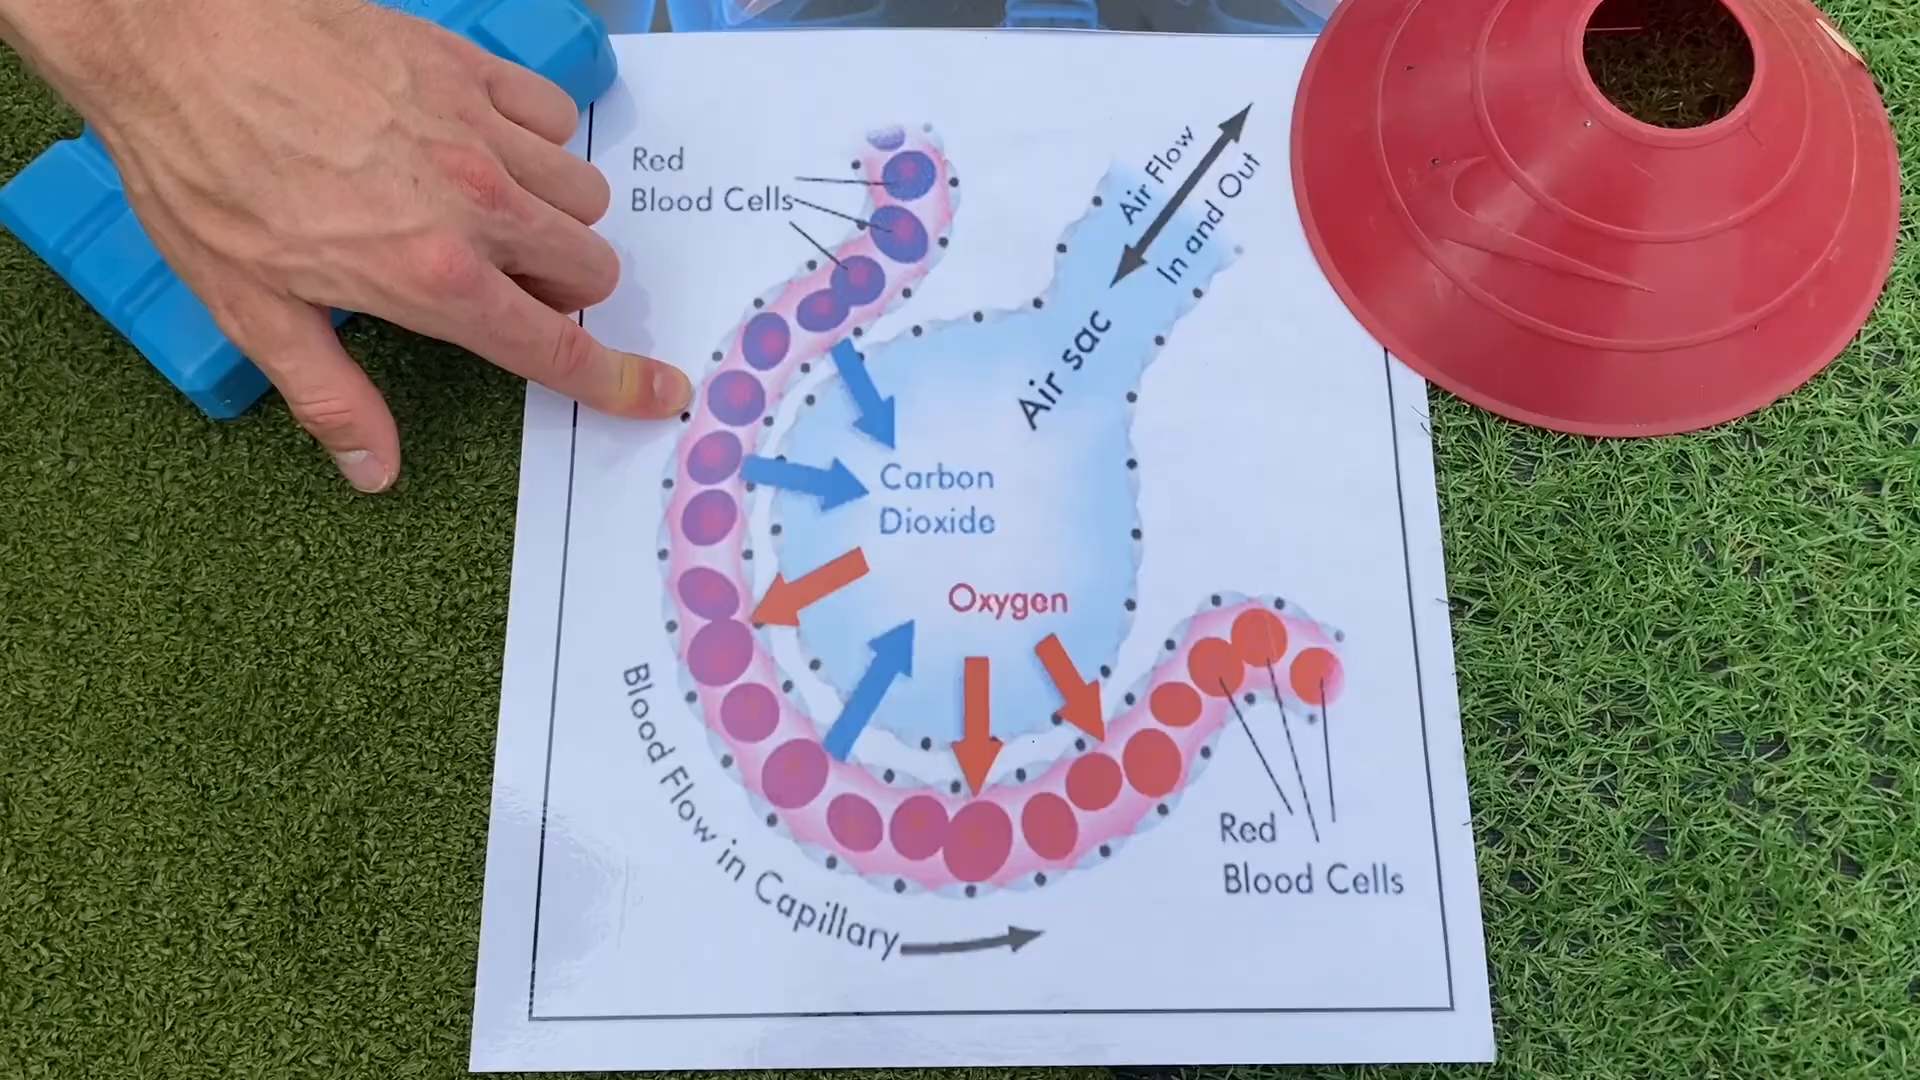 Red
Blood Cells
Air Flow
In and Out
Air sac
Carbon
Dioxide
Oxygen
Blood Flow in Capillary
Red
Blood Cells